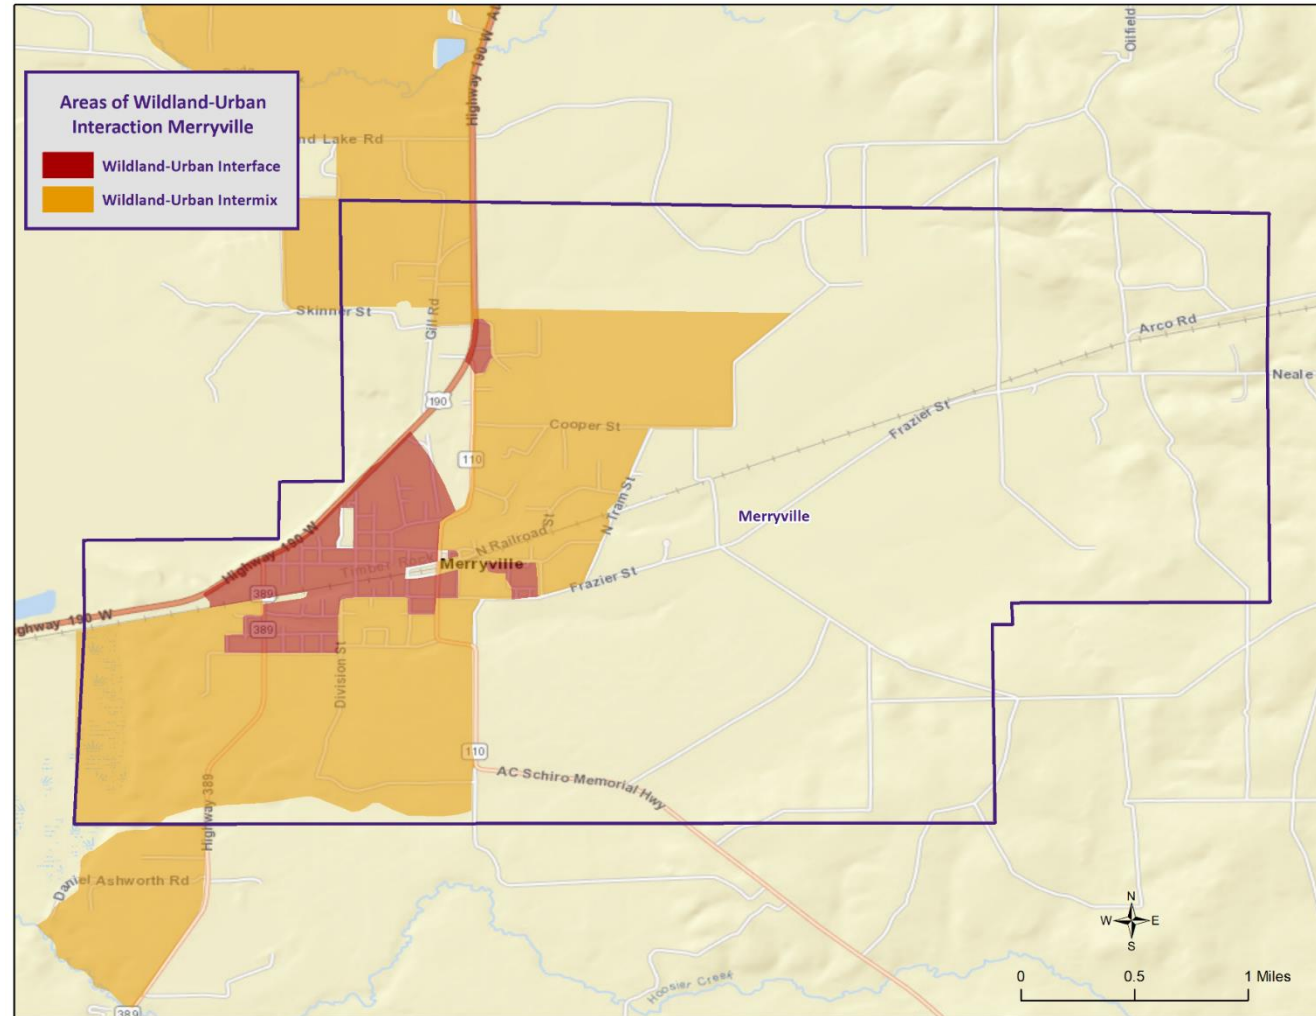 Highway 190 W
Oilfield
Areas of Wildland-Urban
Interaction Merryville
Wildland-Urban Interface
Wildland-Urban Intermix
nd Lake Rd
Skinner St
Gill Rd
Arco Rd
Neale
190
Cooper St
Frazier St
110
N Tram St
Merryville
N Railroad St
Highway 190 W
Timber Rock
Merryville
Frazier St
389
ghway 190 W
389
Division St
110
AC Schiro Memorial Hwy
Highway 389
Daniel Ashworth Rd
N
W E
S
Hoosier Creek
0 0.5 1 Miles
389